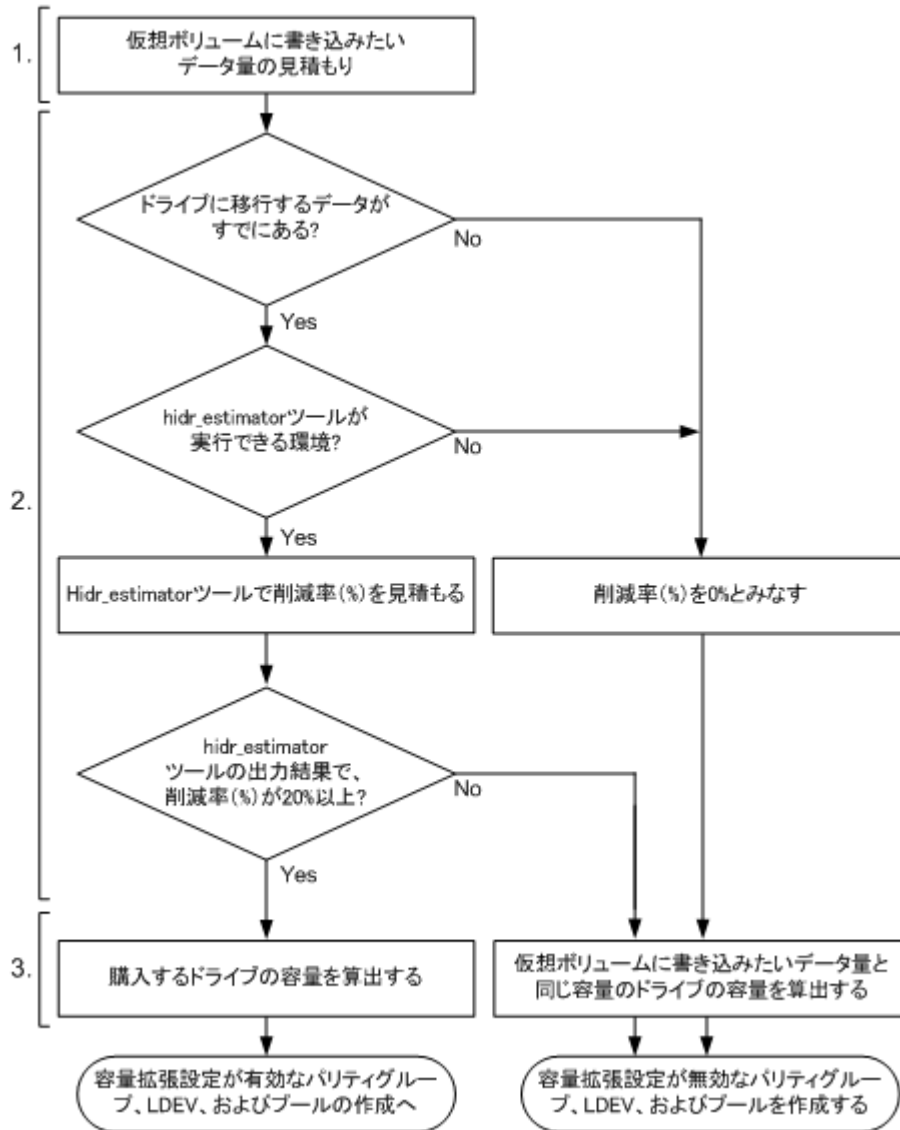 1.
仮想ボリュームに書き込みたい
データ量の見積もり
2.
ドライブに移行するデータが
すでにある?
No
Yes
hidr_estimatorツールが
実行できる環境?
No
Yes
Hidr_estimatorツールで削減率(%)を見積もる
削減率(%)を0%とみなす
hidr_estimator
ツールの出力結果で、
削減率(%)が20%以上?
No
Yes
3.
購入するドライブの容量を算出する
仮想ボリュームに書き込みたいデータ量と
同じ容量のドライブの容量を算出する
容量拡張設定が有効なパリティグルー
プ、LDEV、およびプールの作成へ
容量拡張設定が無効なパリティグルー
プ、LDEV、およびプールを作成する